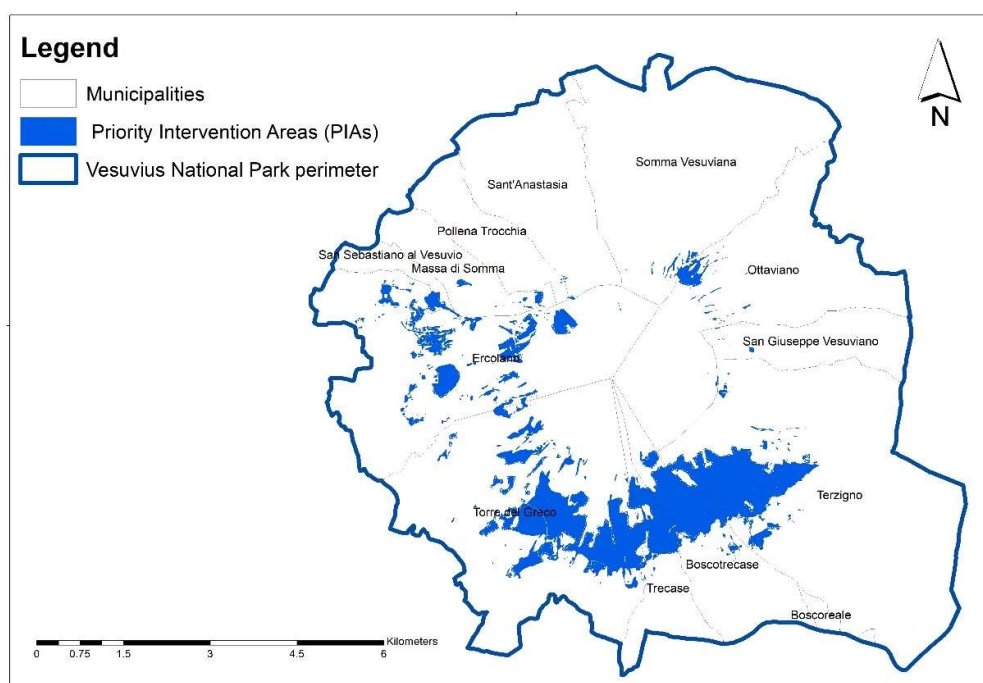 Legend
Municipalities
Priority Intervention Areas (PIAs)
Vesuvius National Park perimeter
N
Somma Vesuviana
Sant'Anastasia
Pollena Trocchia
San Sebastiano al Vesuvio
Massa di Somma
Ottaviano
San Giuseppe Vesuviano
Ercolano
Terzigno
Torre del Greco
Boscotrecase
Trecase
Boscoreale
Kilometers
0 0.75 1.5 3 4.5 6